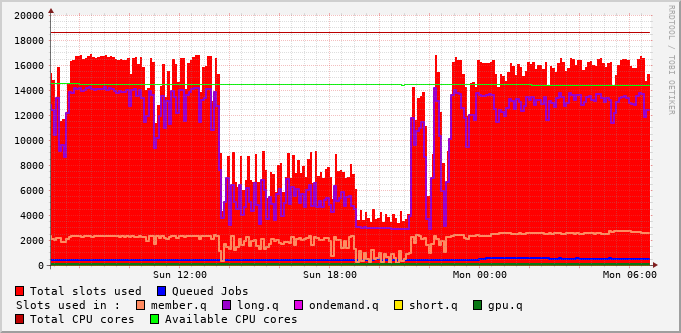 20000
18000
16000
14000
12000
10000
8000
6000
4000
2000
0
Sun 12:00 Sun 18:00 Mon 00:00 Mon 06:00
RRDTOOL / TOBI OETIKER
Total slots used Queued Jobs
Slots used in : member.q long.q ondemand.q short.q gpu.q
Total CPU cores Available CPU cores